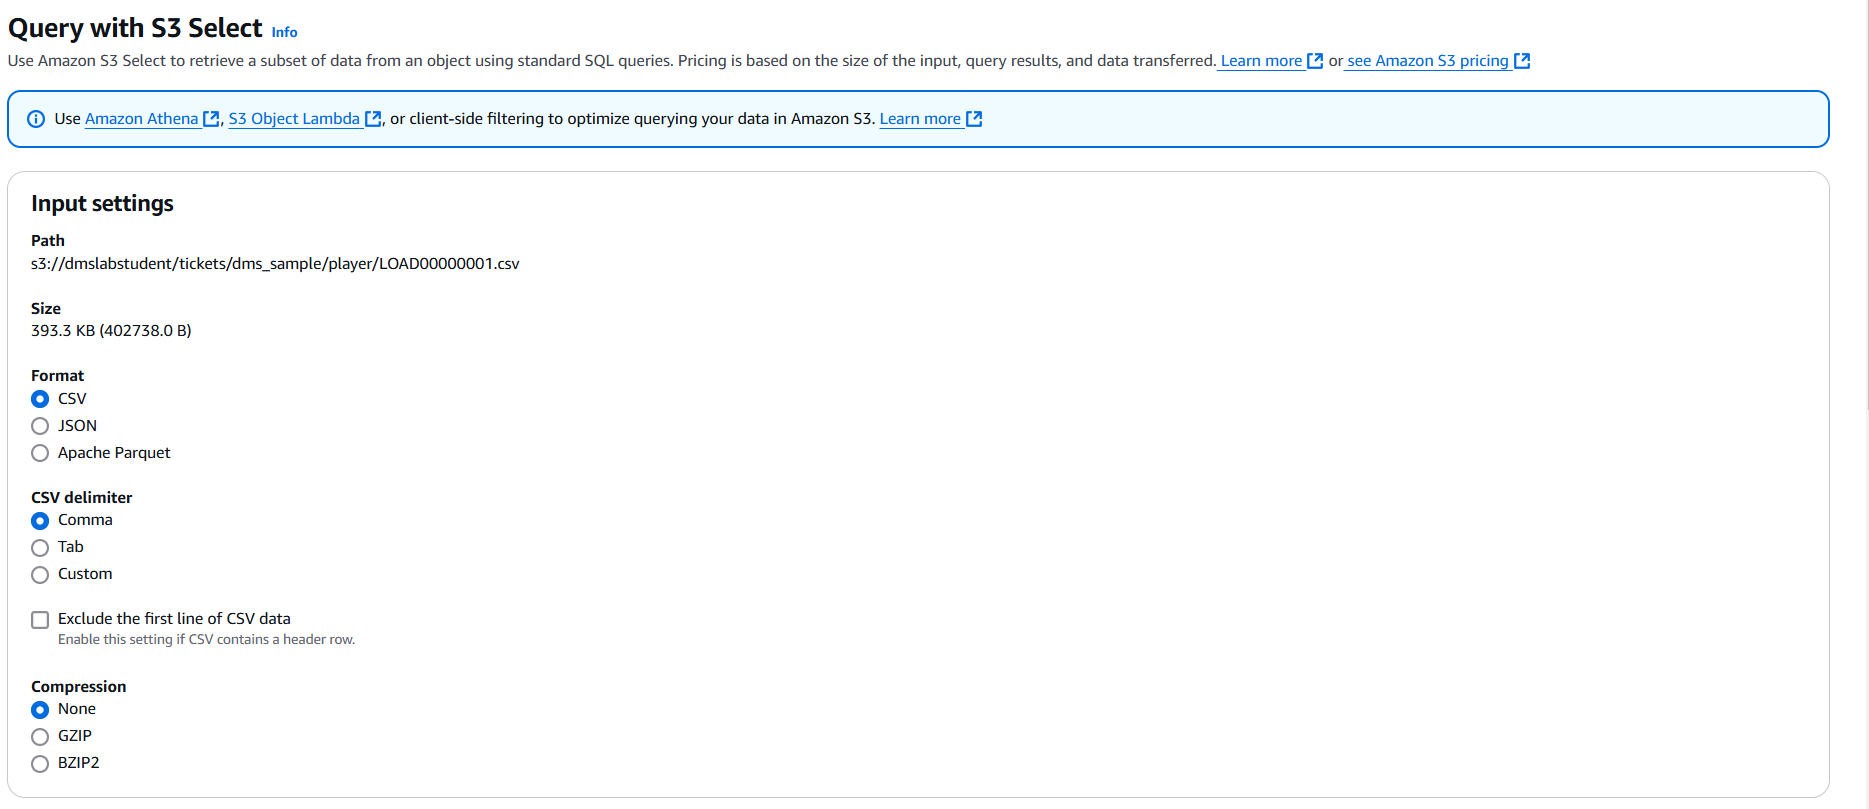 Query with S3 Select Info
Use Amazon S3 Select to retrieve a subset of data from an object using standard SQL queries. Pricing is based on the size of the input, query results, and data transferred. Learn more or see Amazon S3 pricing
Use Amazon Athena, S3 Object Lambda, or client-side filtering to optimize querying your data in Amazon S3. Learn more
Input settings
Path
s3://dmslabstudent/tickets/dms_sample/player/LOAD00000001.csv
Size
393.3 KB (402738.0 B)
Format
CSV
JSON
Apache Parquet
CSV delimiter
Comma
Tab
Custom
Exclude the first line of CSV data
Enable this setting if CSV contains a header row.
Compression
None
GZIP
BZIP2